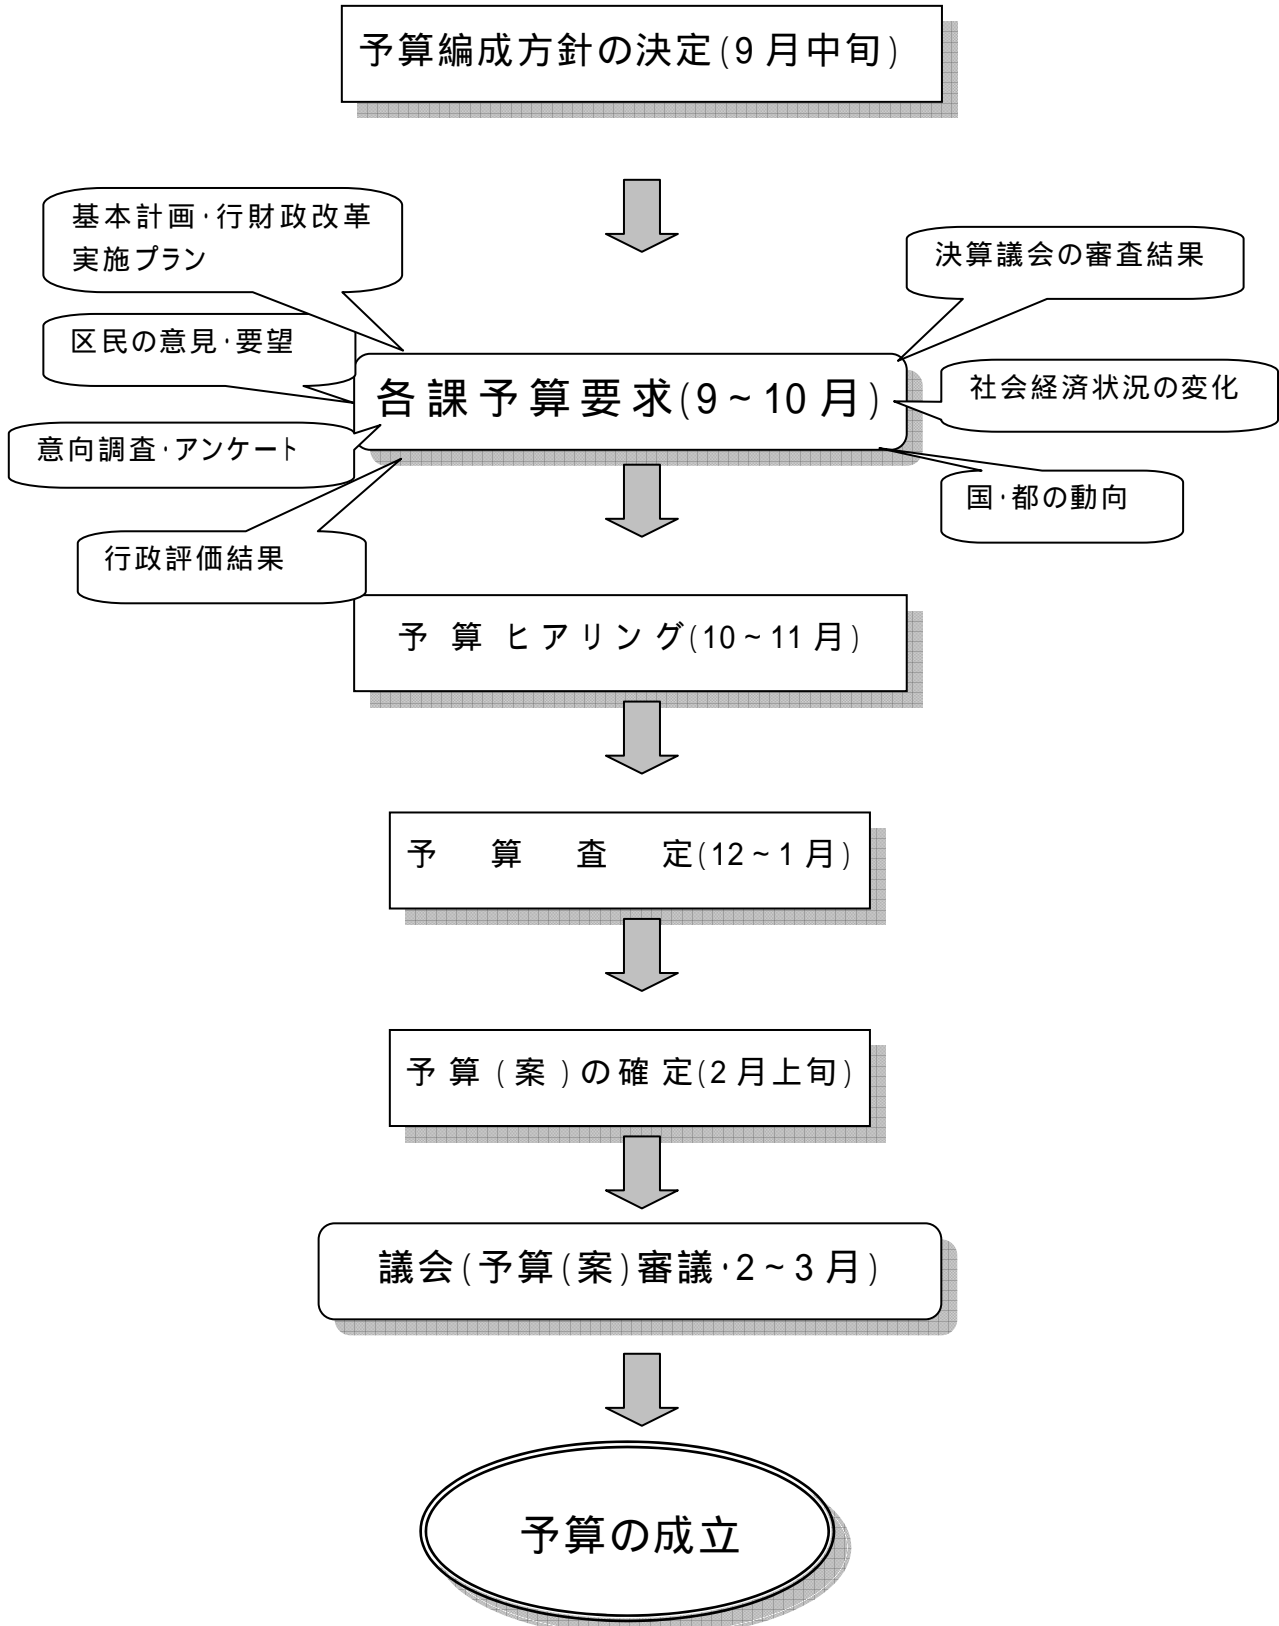 予算編成方針の決定(9月中旬)
基本計画・行財政改革
実施プラン
決算議会の審査結果
区民の意見・要望
各課予算要求(9~10月)
社会経済状況の変化
意向調査・アンケート
国・都の動向
行政評価結果
予算ヒアリング(10~11月)
予算査定(12~1月)
予算(案)の確定(2月上旬)
議会(予算(案)審議・2~3月)
予算の成立